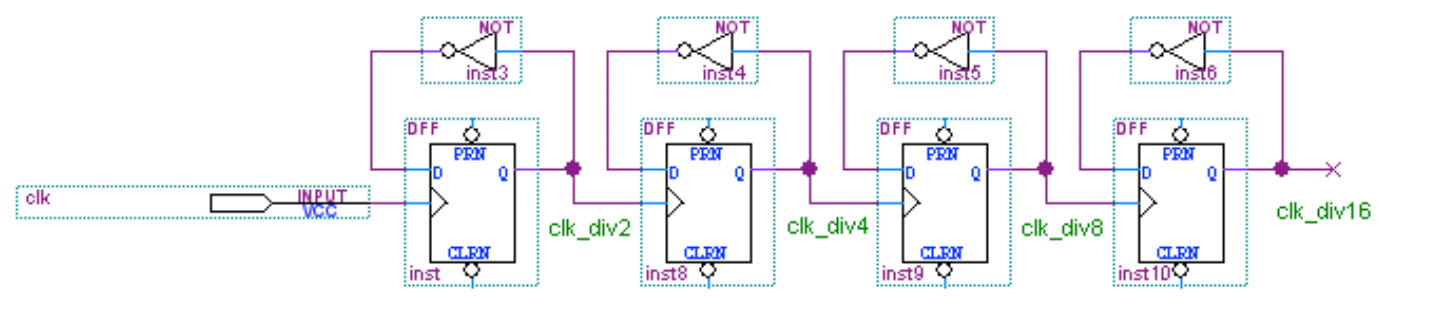 NOT
inst3
NOT
inst4
NOT
inst5
NOT
inst6
DFF
PRN
D
Q
CLRN
inst
DFF
PRN
D
Q
CLRN
inst8
DFF
PRN
D
Q
CLRN
inst9
DFF
PRN
D
Q
CLRN
inst10
clk
INPUT
VCC
clk_div2
clk_div4
clk_div8
clk_div16